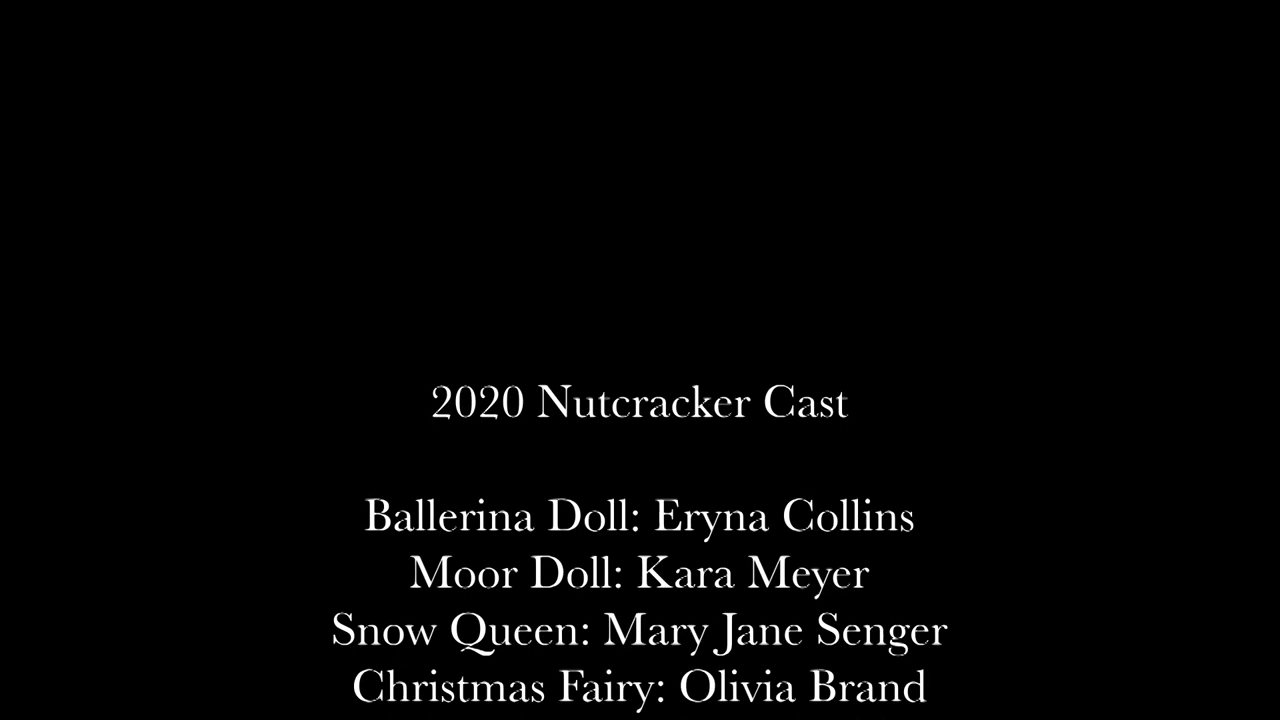 2020 Nutcracker Cast
Ballerina Doll: Eryna Collins
Moor Doll: Kara Meyer
Snow Queen: Mary Jane Senger
Christmas Fairy: Olivia Brand